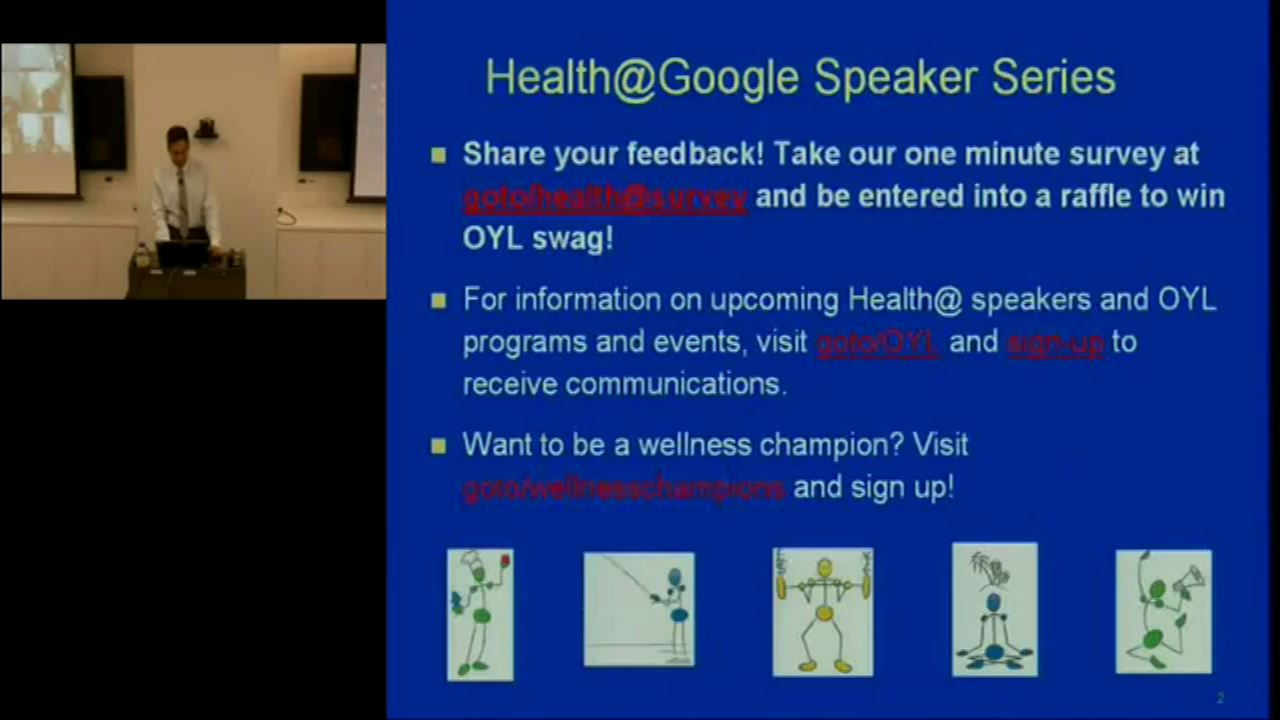 Health@Google Speaker Series
Share your feedback! Take our one minute survey at
goto/health@survey and be entered into a raffle to win
OYL swag!
For information on upcoming Health@ speakers and OYL
programs and events, visit goto/OYL and sign-up to
receive communications.
Want to be a wellness champion? Visit
goto/wellnesschampions and sign up!
2